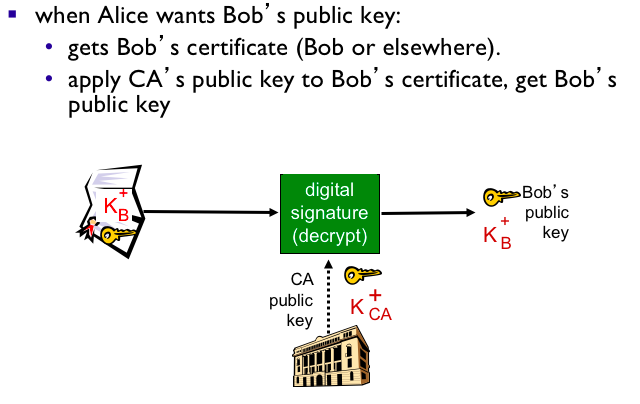 when Alice wants Bob’s public key:
gets Bob’s certificate (Bob or elsewhere).
apply CA’s public key to Bob’s certificate, get Bob’s
public key
K B +
digital
signature
(decrypt)
Bob’s
public
key
K B +
CA
public
key
K CA +